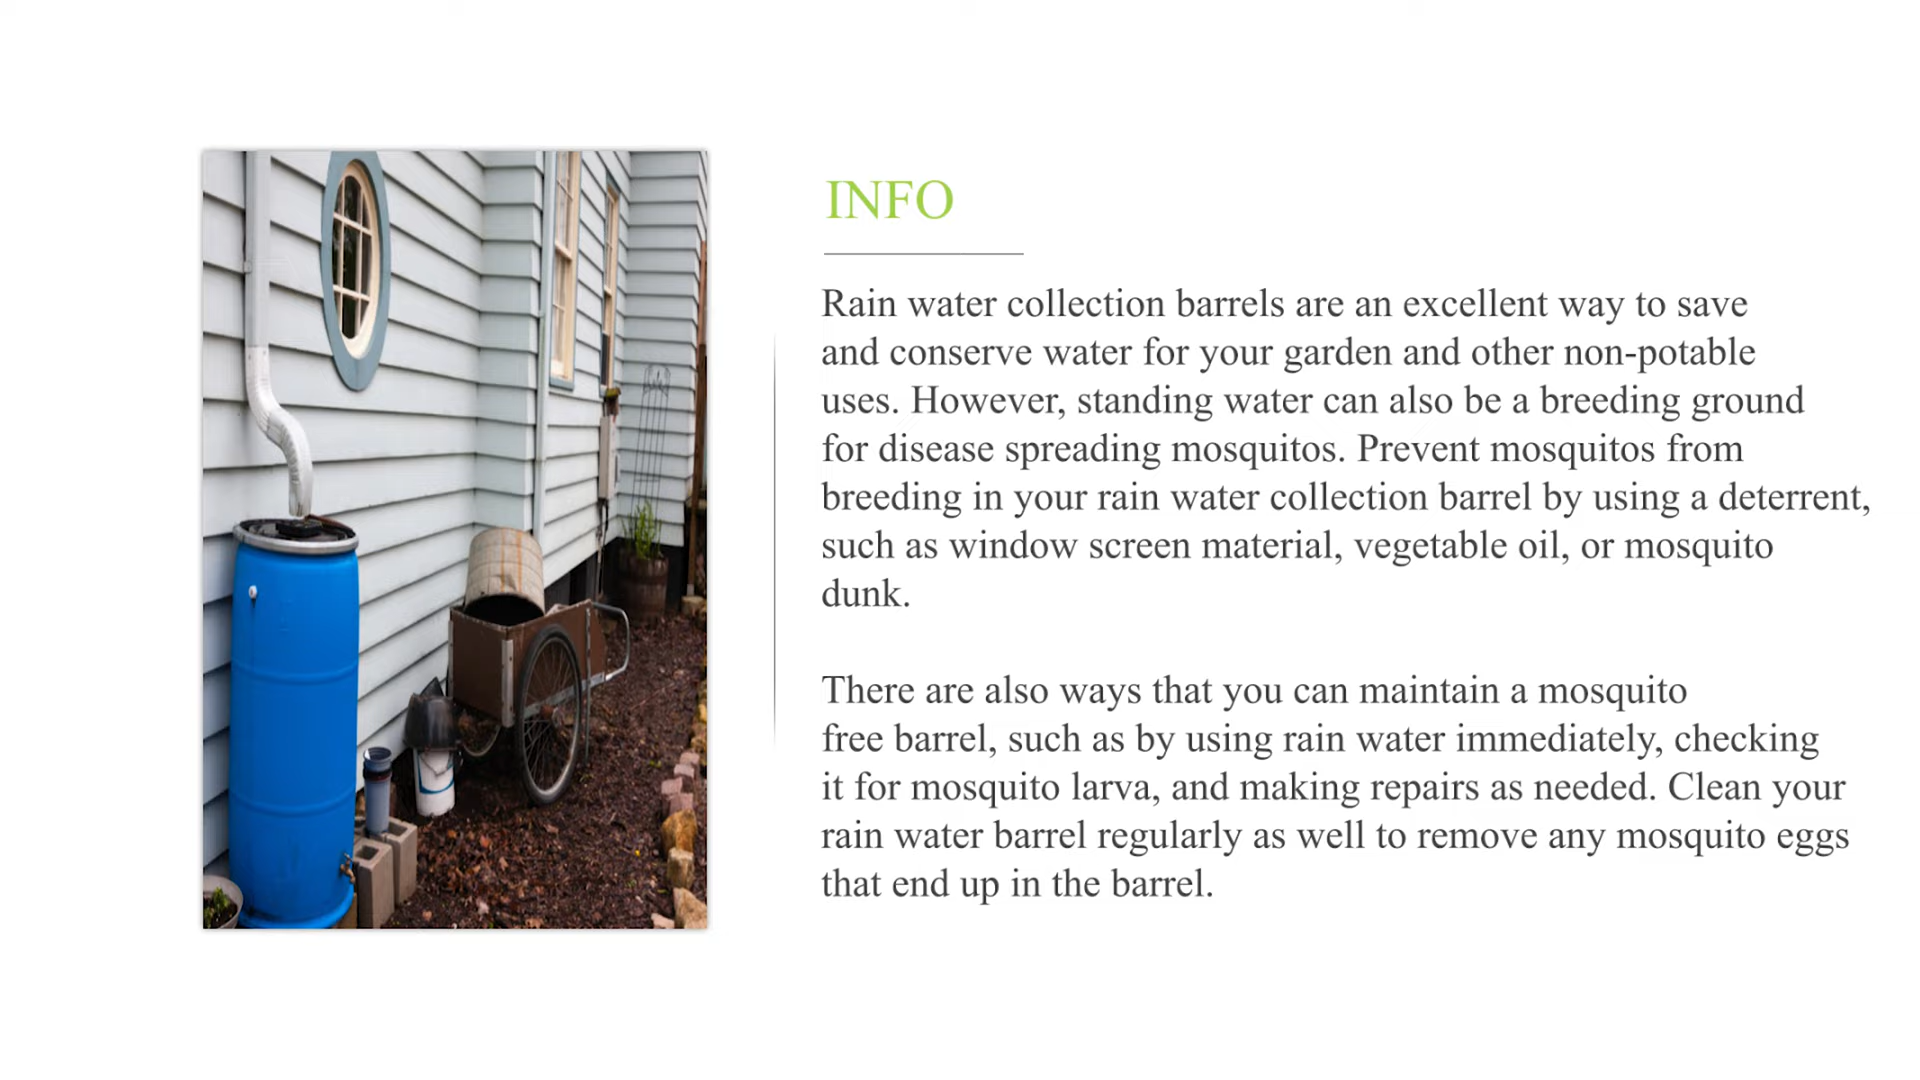 INFO
Rain water collection barrels are an excellent way to save
and conserve water for your garden and other non-potable
uses. However, standing water can also be a breeding ground
for disease spreading mosquitos. Prevent mosquitos from
breeding in your rain water collection barrel by using a deterrent,
such as window screen material, vegetable oil, or mosquito
dunk.
There are also ways that you can maintain a mosquito
free barrel, such as by using rain water immediately, checking
it for mosquito larva, and making repairs as needed. Clean your
rain water barrel regularly as well to remove any mosquito eggs
that end up in the barrel.